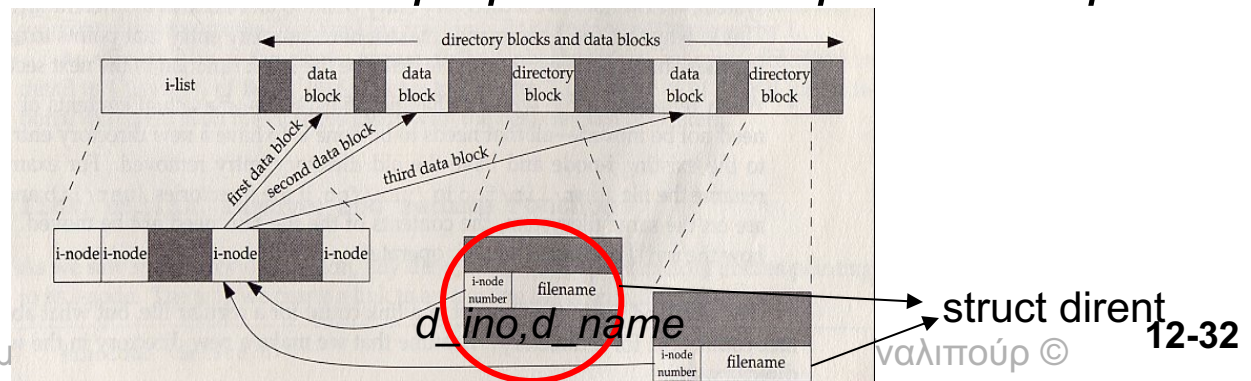 directory blocks and data blocks
i-list
data
block
data
block
directory
block
data
block
directory
block
first data block
second data block
third data block
i-node
i-node
i-node
i-node
i-node
number
filename
d_ino,d_name
struct dirent
12-32
ναλιπούρ ©
i-node
number
filename